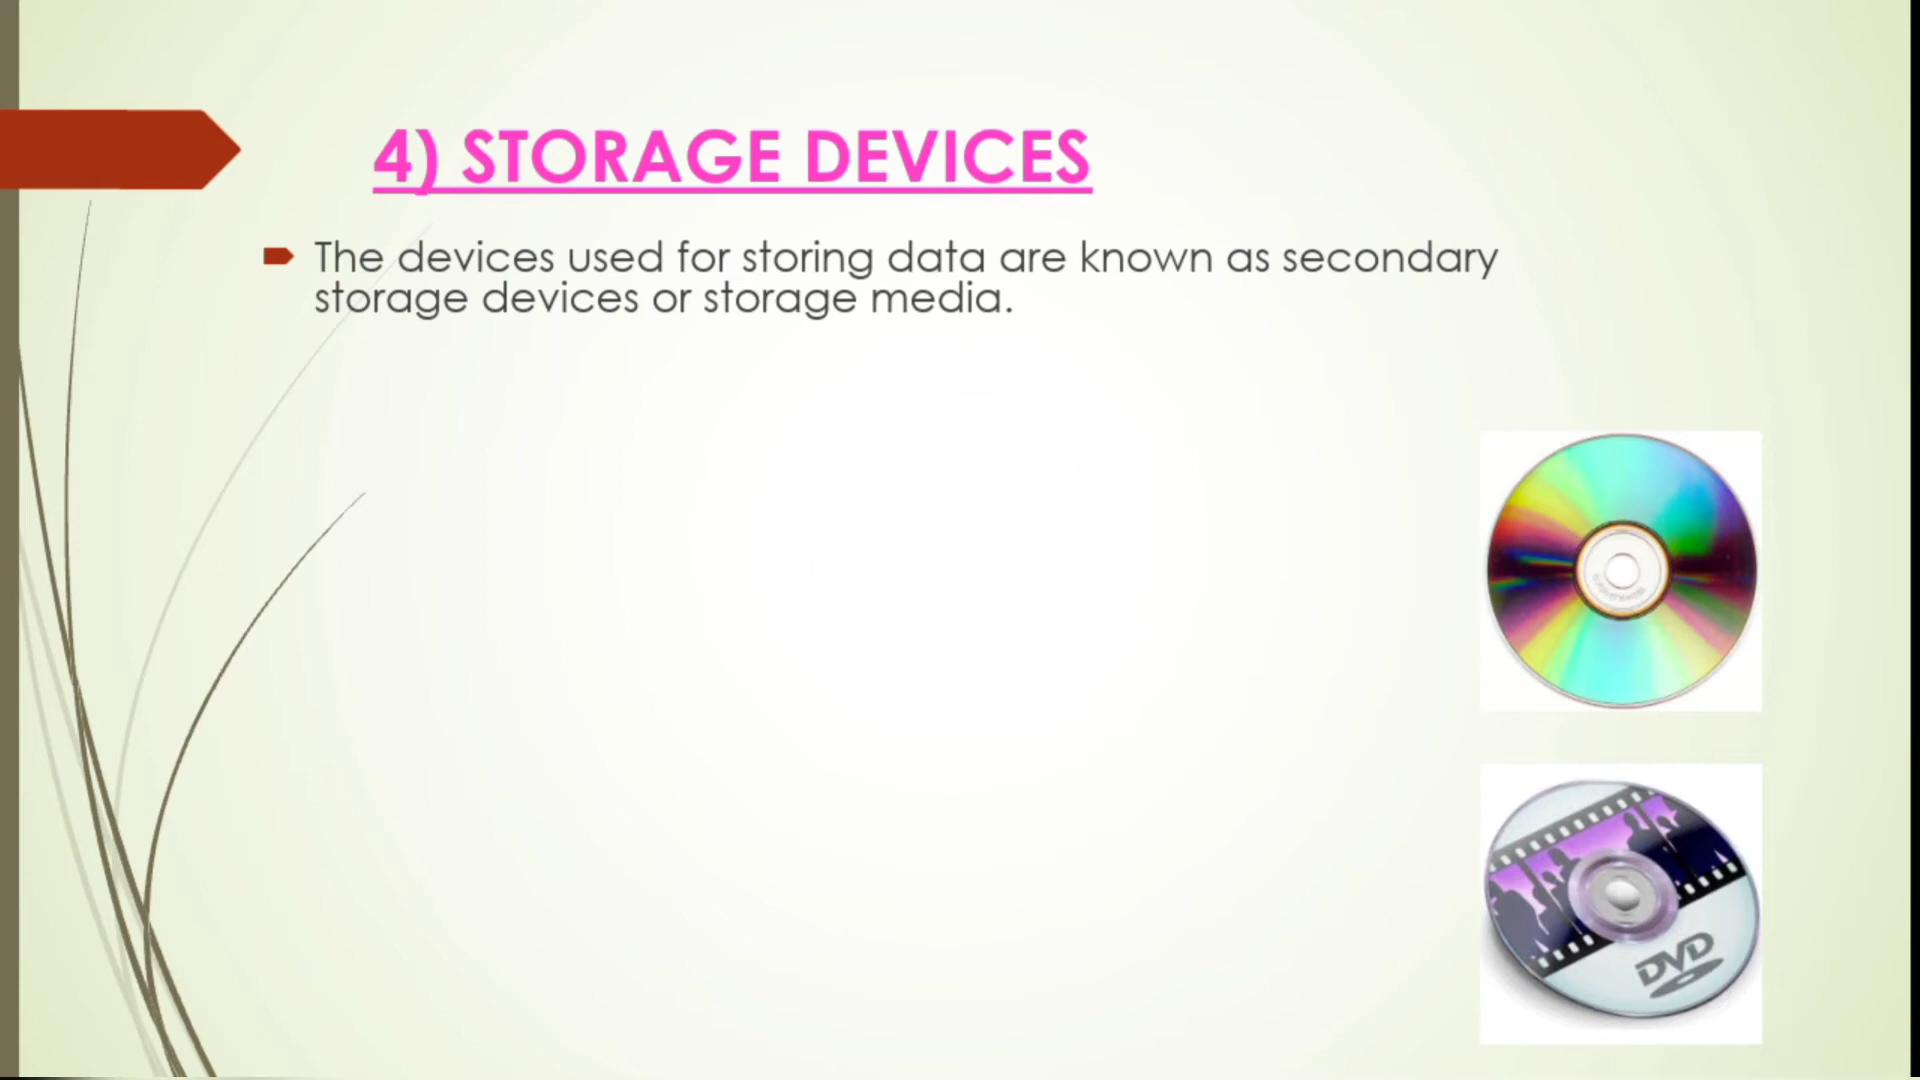 4) STORAGE DEVICES
The devices used for storing data are known as secondary
storage devices or storage media.
DVD